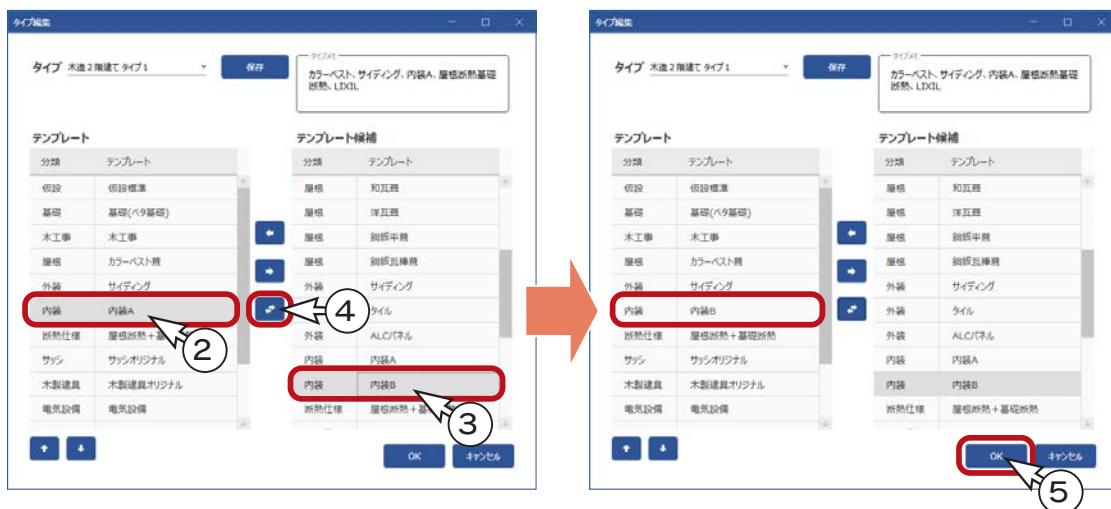 タイプ編集
タイプ 木造2階建て タイプ1
保存
タイプメモ
カラーベスト、サイディング、内装A、屋根断熱基礎
断熱、LIXIL
テンプレート
分類 テンプレート
仮設 仮設標準
基礎 基礎(ベタ基礎)
木工事 木工事
屋根 カラーベスト葺
外装 サイディング
内装 内装A
断熱仕様 屋根断熱+基
サッシ サッシオリジナル
木製建具 木製建具オリジナル
電気設備 電気設備
②
④
テンプレート候補
分類 テンプレート
屋根 和瓦葺
屋根 洋瓦葺
屋根 鋼板平葺
屋根 鋼板瓦棒葺
外装 サイディング
タイル
外装 ALCパネル
内装 内装A
内装 内装B
断熱仕様 屋根断熱+基
③
OK キャンセル
タイプ編集
タイプ 木造2階建て タイプ1
保存
タイプメモ
カラーベスト、サイディング、内装A、屋根断熱基礎
断熱、LIXIL
テンプレート
分類 テンプレート
仮設 仮設標準
基礎 基礎(ベタ基礎)
木工事 木工事
屋根 カラーベスト葺
外装 サイディング
内装 内装B
断熱仕様 屋根断熱+基礎断熱
サッシ サッシオリジナル
木製建具 木製建具オリジナル
電気設備 電気設備
テンプレート候補
分類 テンプレート
屋根 和瓦葺
屋根 洋瓦葺
屋根 鋼板平葺
屋根 鋼板瓦棒葺
外装 サイディング
外装 タイル
外装 ALCパネル
内装 内装A
内装 内装B
断熱仕様 屋根断熱+基礎断熱
OK キャンセル
⑤